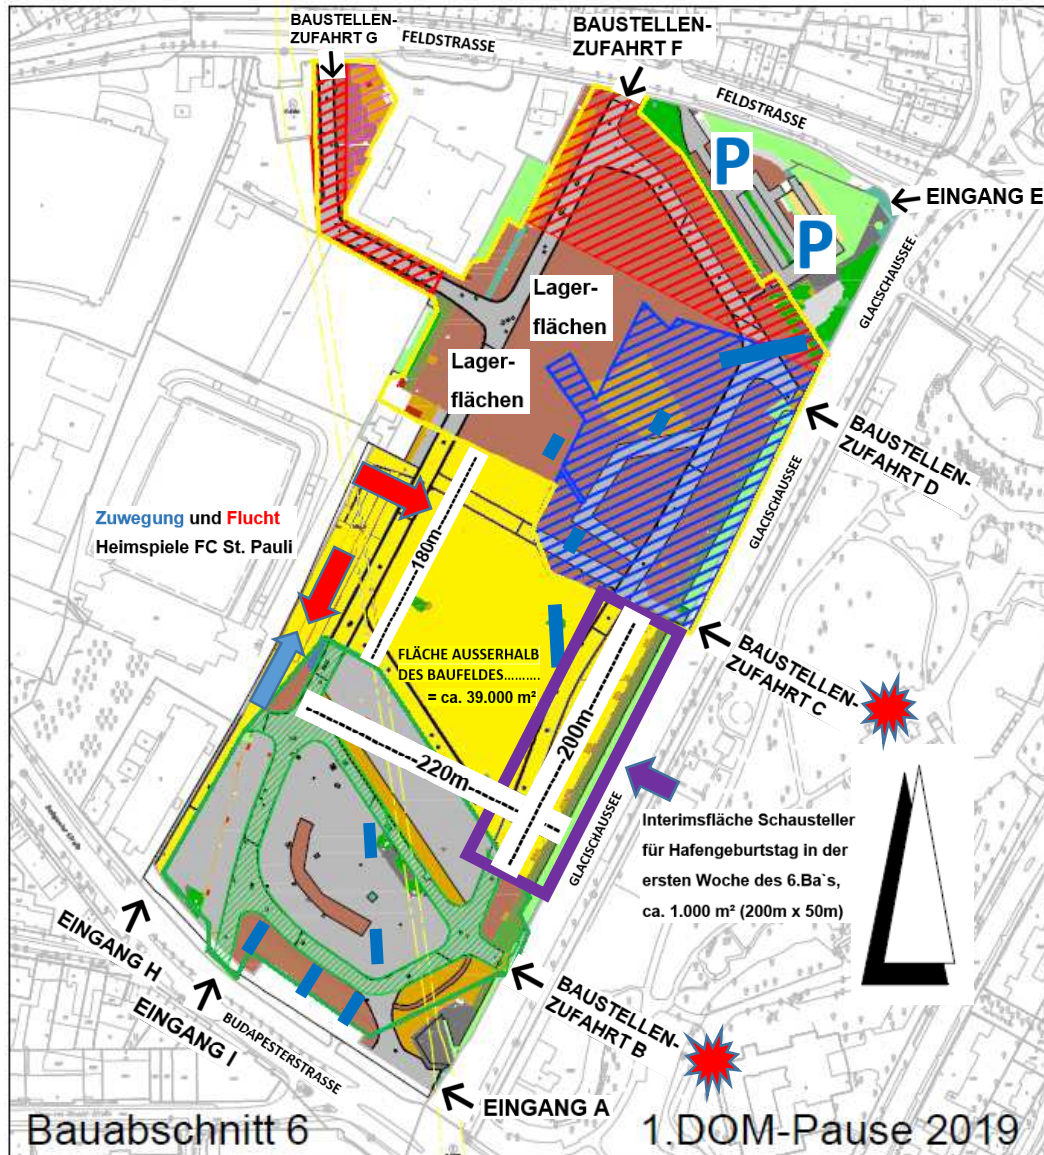 BAUSTELLEN-
ZUFAHRT G
FELDSTRASSE
BAUSTELLEN-
ZUFAHRT F
FELDSTRASSE
P
EINGANG E
P
GLACISCHAUSSEE
Lager-
flächen
Lager-
flächen
BAUSTELLEN-
ZUFAHRT D
GLACISCHAUSSEE
Zuwegung und Flucht
Heimspiele FC St. Pauli
180m
FLÄCHE AUSSERHALB
DES BAUFELDES.........
= ca. 39.000 m²
BAUSTELLEN-
ZUFAHRT C
200m
220m
GLACISCHAUSSEE
Interimsfläche Schausteller
für Hafengeburtstag in der
ersten Woche des 6.Ba`s,
ca. 1.000 m² (200m x 50m)
EINGANG H
EINGANG I
BUDAPESTERSTRASSE
BAUSTELLEN-
ZUFAHRT B
EINGANG A
Bauabschnitt 6
1.DOM-Pause 2019